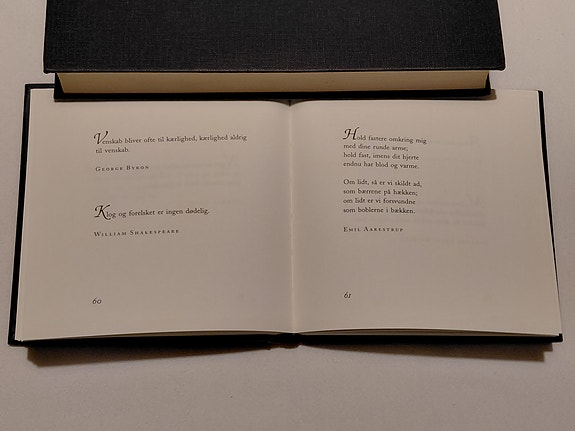 Venskab bliver ofte til kærlighed, kærlighed aldrig
til venskab.
George Byron
Klog og forelsket er ingen dødelig.
William Shakespeare
60
Hold fastere omkring mig
med dine runde arme;
hold fast, imens dit hjerte
endnu har blod og varme.
Om lidt, så er vi skildt ad,
som bærrene på hækken;
om lidt er vi forsvundne
som boblerne i bækken.
Emil Aarestrup
61